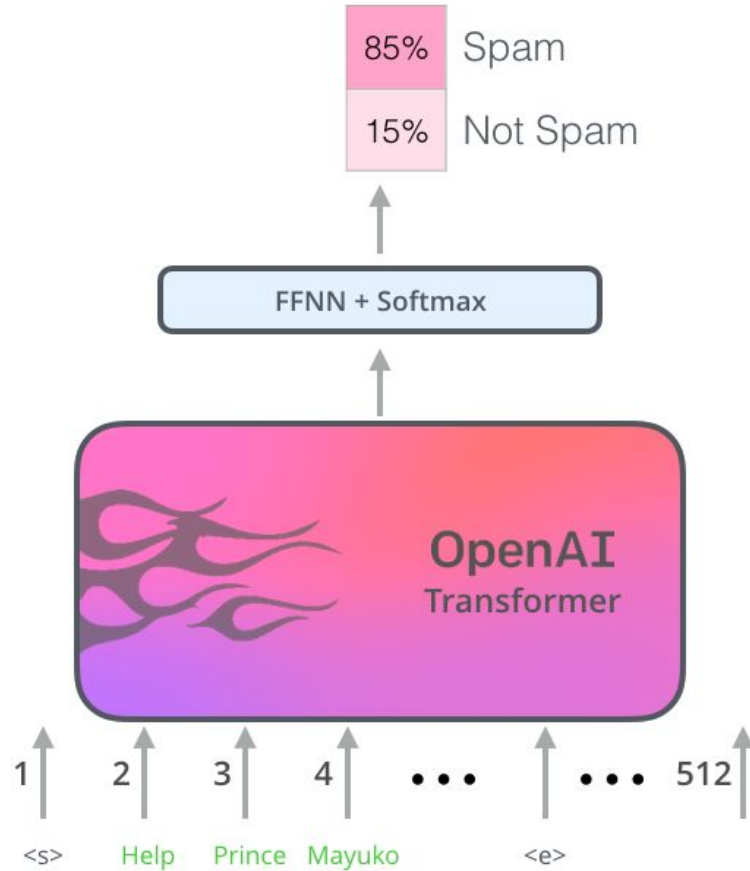 85% Spam
15% Not Spam
FFNN + Softmax
OpenAI
Transformer
1 2 3 4 ••• ••• 512
<s> Help Prince Mayuko <e>